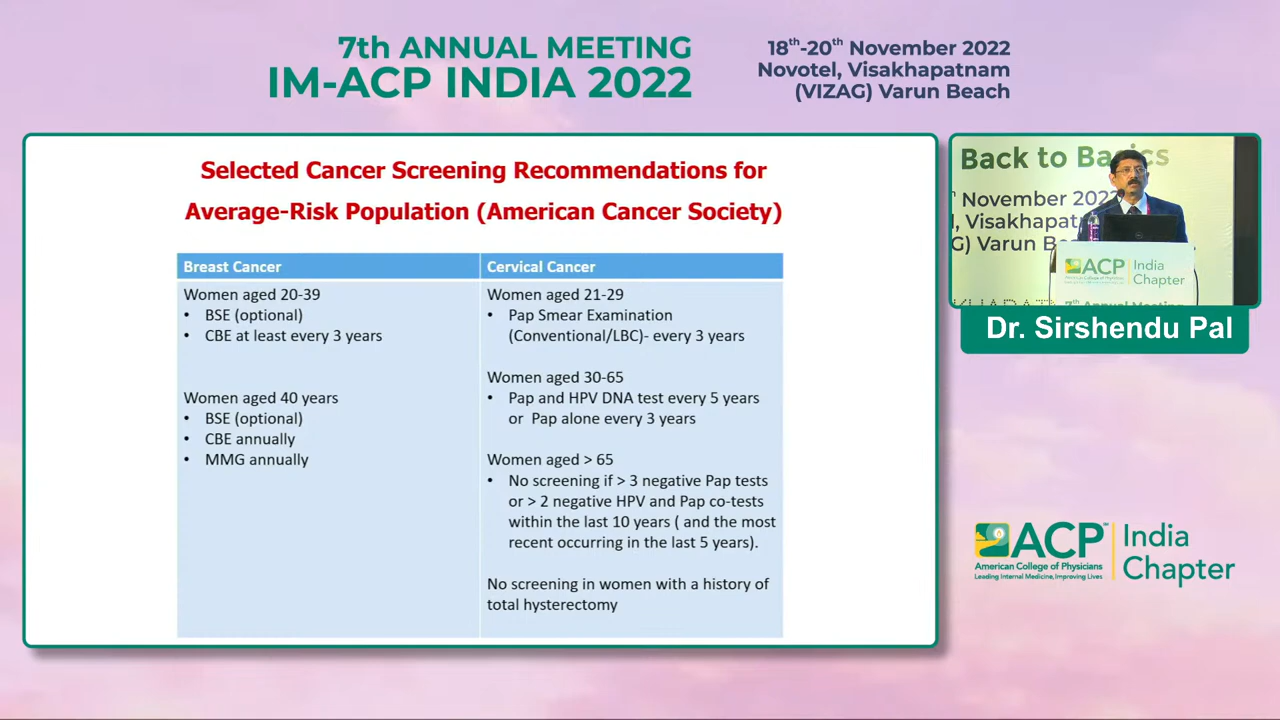 7th ANNUAL MEETING
IM-ACP INDIA 2022
18th-20th November 2022
Novotel, Visakhapatnam
(VIZAG) Varun Beach
Selected Cancer Screening Recommendations for
Average-Risk Population (American Cancer Society)
Breast Cancer
Women aged 20-39
• BSE (optional)
• CBE at least every 3 years
Women aged 40 years
• BSE (optional)
• CBE annually
• MMG annually
Cervical Cancer
Women aged 21-29
• Pap Smear Examination
(Conventional/LBC)- every 3 years
Women aged 30-65
• Pap and HPV DNA test every 5 years
or Pap alone every 3 years
Women aged > 65
• No screening if > 3 negative Pap tests
or > 2 negative HPV and Pap co-tests
within the last 10 years ( and the most
recent occurring in the last 5 years).
No screening in women with a history of
total hysterectomy
Back to Basics
November 2022
Visakhapat
G) Varun Be
ACP India
Chapter
7th Annual Meeting
Dr. Sirshendu Pal
ACP™ India
American College of Physicians
Leading Internal Medicine, Improving Lives
Chapter